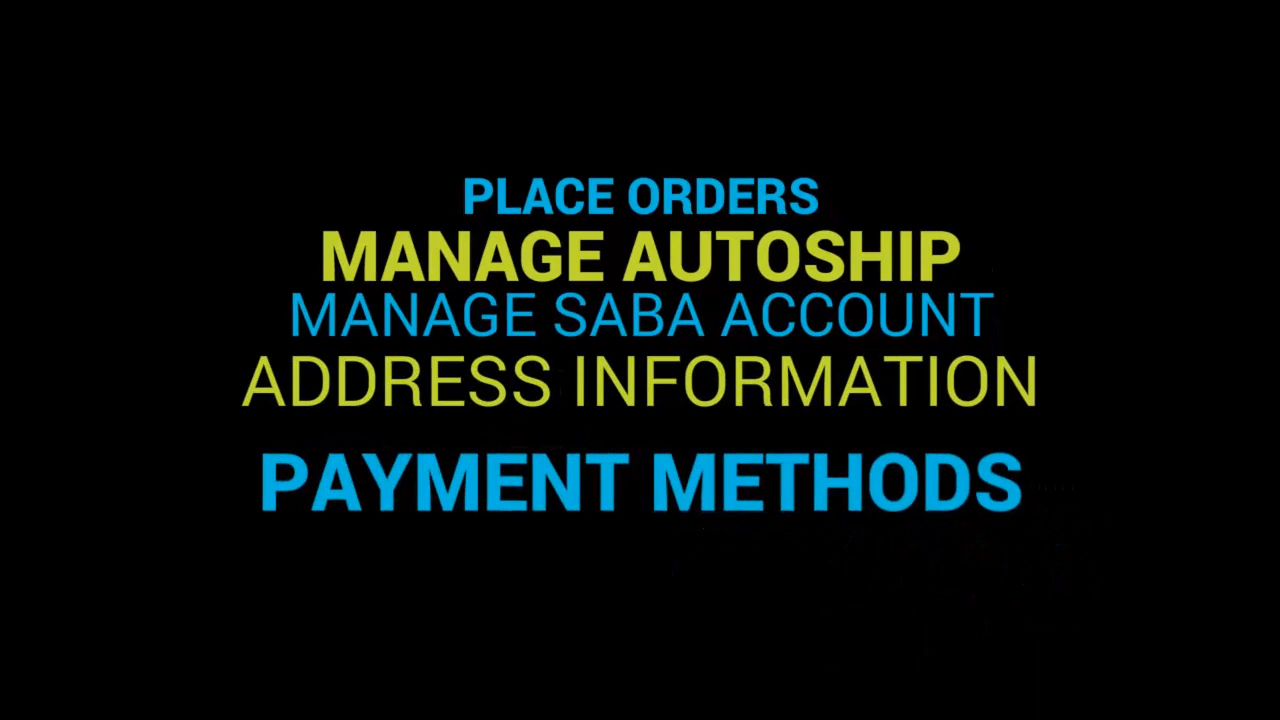 PLACE ORDERS
MANAGE AUTOSHIP
MANAGE SABA ACCOUNT
ADDRESS INFORMATION
PAYMENT METHODS